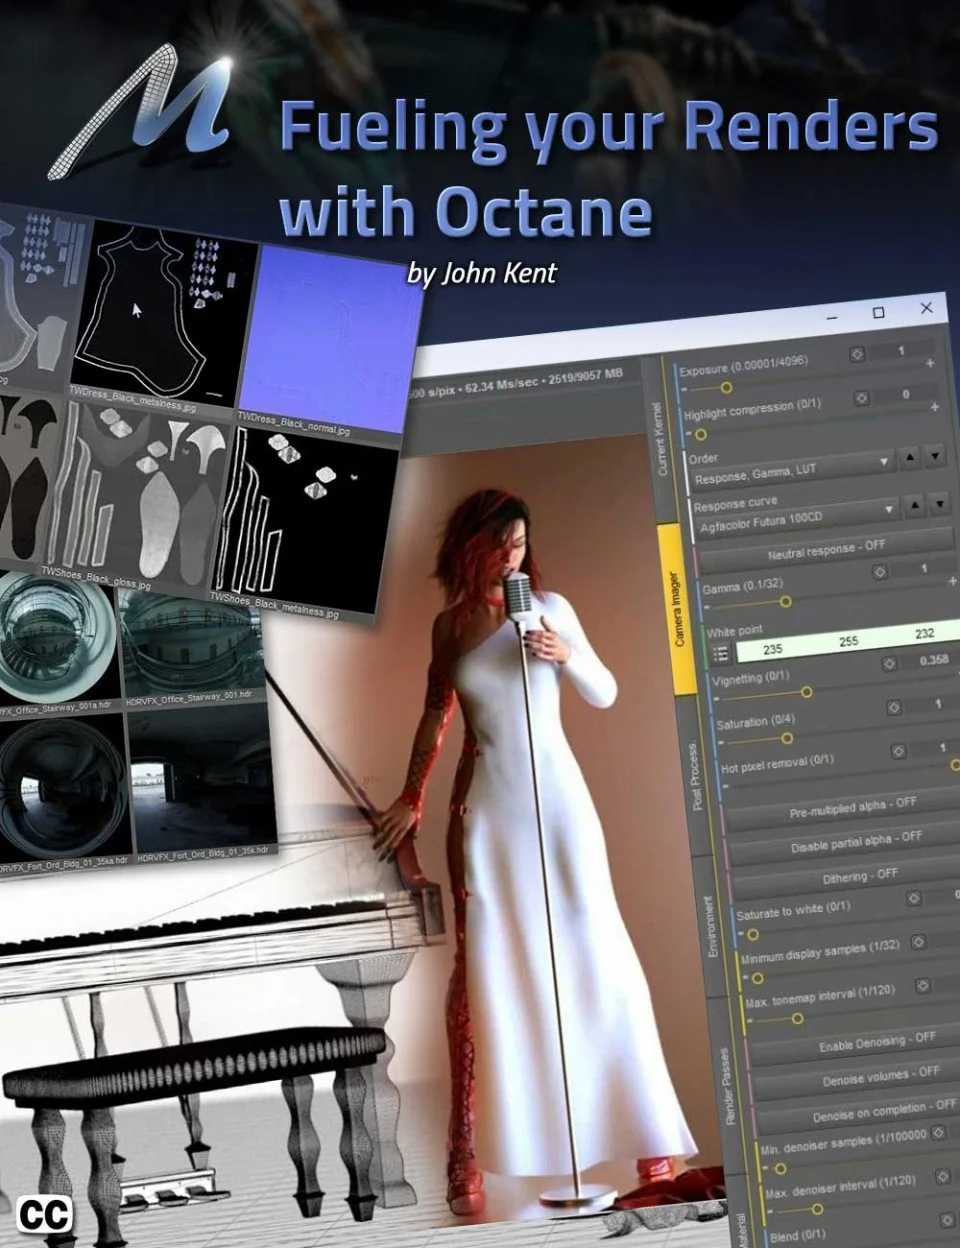 M
Fueling your Renders
with Octane
by John Kent
TWDress_Black_metalness.jpg
TWDress_Black_normal.jpg
TWShoes_Black_gloss.jpg
TWShoes_Black_metalness.jpg
HDRVFX_Office_Stairway_001.hdr
FX_Office_Stairway_001a.hdr
DRVFX_Fort_Ord_Bldg_01_35ka.hdr
HDRVFX_Fort_Ord_Bldg_01_35k.hdr
00 s/pix • 62.34 Ms/sec • 2519/9057 MB
Current Kernel
Camera Imager
Post Process.
Environment
Render Passes
Material
Exposure (0.00001/4096) 1
Highlight compression (0/1) 0
Order
Response, Gamma, LUT
Response curve
Agfacolor Futura 100CD
Neutral response - OFF
Gamma (0.1/32) 1
White point
235 255 232
Vignetting (0/1) 0.358
Saturation (0/4) 1
Hot pixel removal (0/1) 1
Pre-multiplied alpha - OFF
Disable partial alpha - OFF
Dithering - OFF
Saturate to white (0/1) 0
Minimum display samples (1/32)
Max. tonemap interval (1/120)
Enable Denoising - OFF
Denoise volumes - OFF
Denoise on completion - OFF
Min. denoiser samples (1/100000
Max. denoiser interval (1/120)
Blend (0/1)
CC